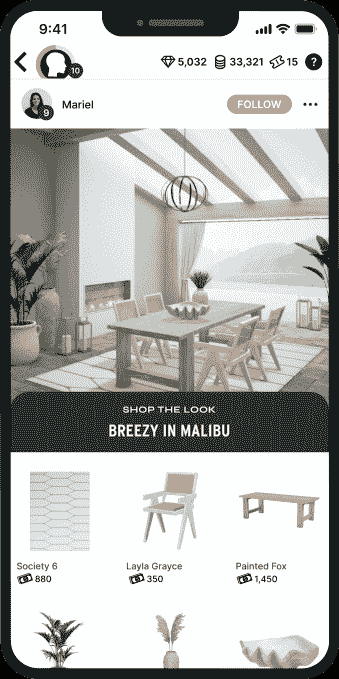 9:41
10
5,032
33,321
15
?
9
Mariel
FOLLOW
SHOP THE LOOK
BREEZY IN MALIBU
Society 6
880
Layla Grayce
350
Painted Fox
1,450